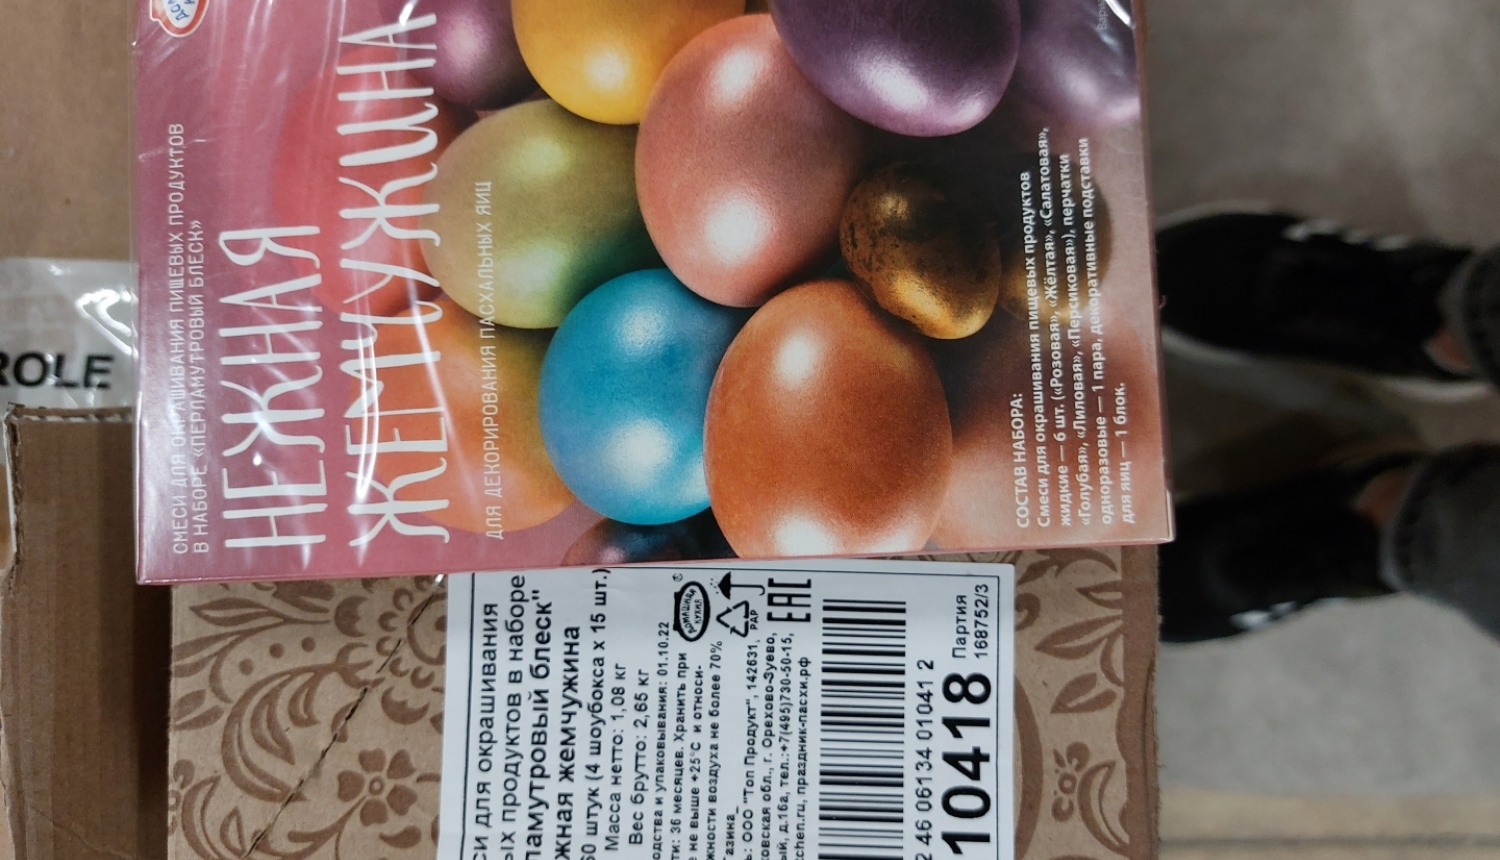 СМЕСИ ДЛЯ ОКРАШИВАНИЯ ПИЩЕВЫХ ПРОДУКТОВ
В НАБОРЕ «ПЕРЛАМУТРОВЫЙ БЛЕСК»
НЕЖНАЯ
ЖЕМЧУЖИНА
ДЛЯ ДЕКОРИРОВАНИЯ ПАСХАЛЬНЫХ ЯИЦ
СОСТАВ НАБОРА:
Смеси для окрашивания пищевых продуктов
жидкие — 6 шт. («Розовая», «Жёлтая», «Салатовая»,
«Голубая», «Лиловая», «Персиковая»), перчатки
одноразовые — 1 пара, декоративные подставки
для яиц — 1 блок.
ROLE
си для окрашивания
ых продуктов в наборе
ламутровый блеск"
жная жемчужина
60 штук (4 шоубокса х 15 шт.)
Масса нетто: 1,08 кг
Вес брутто: 2,65 кг
одства и упаковывания: 01.10.22
ти: 36 месяцев. Хранить при
е не выше +25°С и относи-
жности воздуха не более 70%
газина
ь: ООО "Топ Продукт", 142631,
ковская обл., г. Орехово-Зуево,
ый, д.16а, тел.:+7(495)730-50-15,
chen.ru, праздник-пасхи.рф
ДОМАШНЯЯ
КУХНЯ
®
PAP
EAC
2 46 06134 01041 2
10418
Партия
168752/3